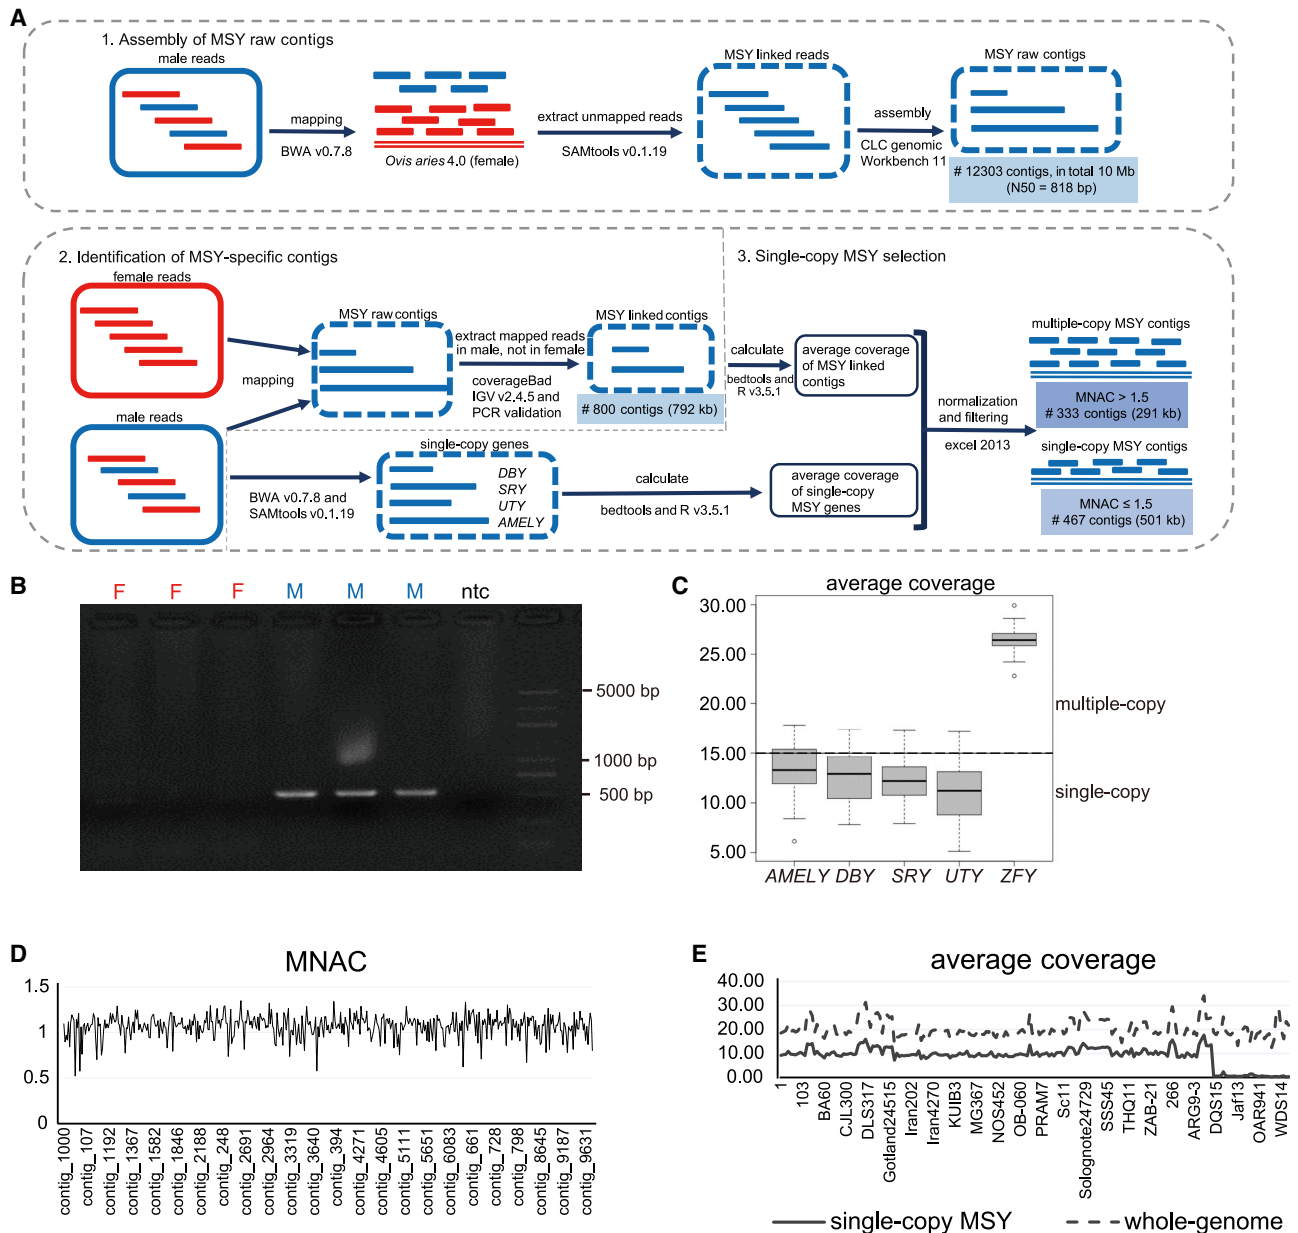 A
1. Assembly of MSY raw contigs
male reads
mapping
BWA v0.7.8
Ovis aries 4.0 (female)
extract unmapped reads
SAMtools v0.1.19
MSY linked reads
assembly
CLC genomic
Workbench 11
MSY raw contigs
# 12303 contigs, in total 10 Mb
(N50 = 818 bp)
2. Identification of MSY-specific contigs
female reads
male reads
mapping
MSY raw contigs
extract mapped reads
in male, not in female
coverageBad
IGV v2.4.5 and
PCR validation
MSY linked contigs
# 800 contigs (792 kb)
BWA v0.7.8 and
SAMtools v0.1.19
single-copy genes
DBY
SRY
UTY
AMELY
3. Single-copy MSY selection
calculate
bedtools and
R v3.5.1
average coverage
of MSY linked
contigs
calculate
bedtools and R v3.5.1
average coverage
of single-copy
MSY genes
normalization
and filtering
excel 2013
multiple-copy MSY contigs
MNAC > 1.5
# 333 contigs (291 kb)
single-copy MSY contigs
MNAC ≤ 1.5
# 467 contigs (501 kb)
B
F F F M M M ntc
5000 bp
1000 bp
500 bp
C
average coverage
30.00
25.00
20.00
15.00
10.00
5.00
multiple-copy
single-copy
AMELY DBY SRY UTY ZFY
D
MNAC
1.5
1
0.5
0
contig_1000
contig_107
contig_1192
contig_1367
contig_1582
contig_1846
contig_2188
contig_248
contig_2691
contig_2964
contig_3319
contig_3640
contig_394
contig_4271
contig_4605
contig_5111
contig_5651
contig_6083
contig_661
contig_728
contig_798
contig_8645
contig_9187
contig_9631
E
average coverage
40.00
30.00
20.00
10.00
0.00
1
103
BA60
CJL300
DLS317
Gotland24515
Iran202
Iran4270
KUIB3
MG367
NOS452
OB-060
PRAM7
Sc11
Solognote24729
SSS45
THQ11
ZAB-21
266
ARG9-3
DQS15
Jaf13
OAR941
WDS14
single-copy MSY
whole-genome